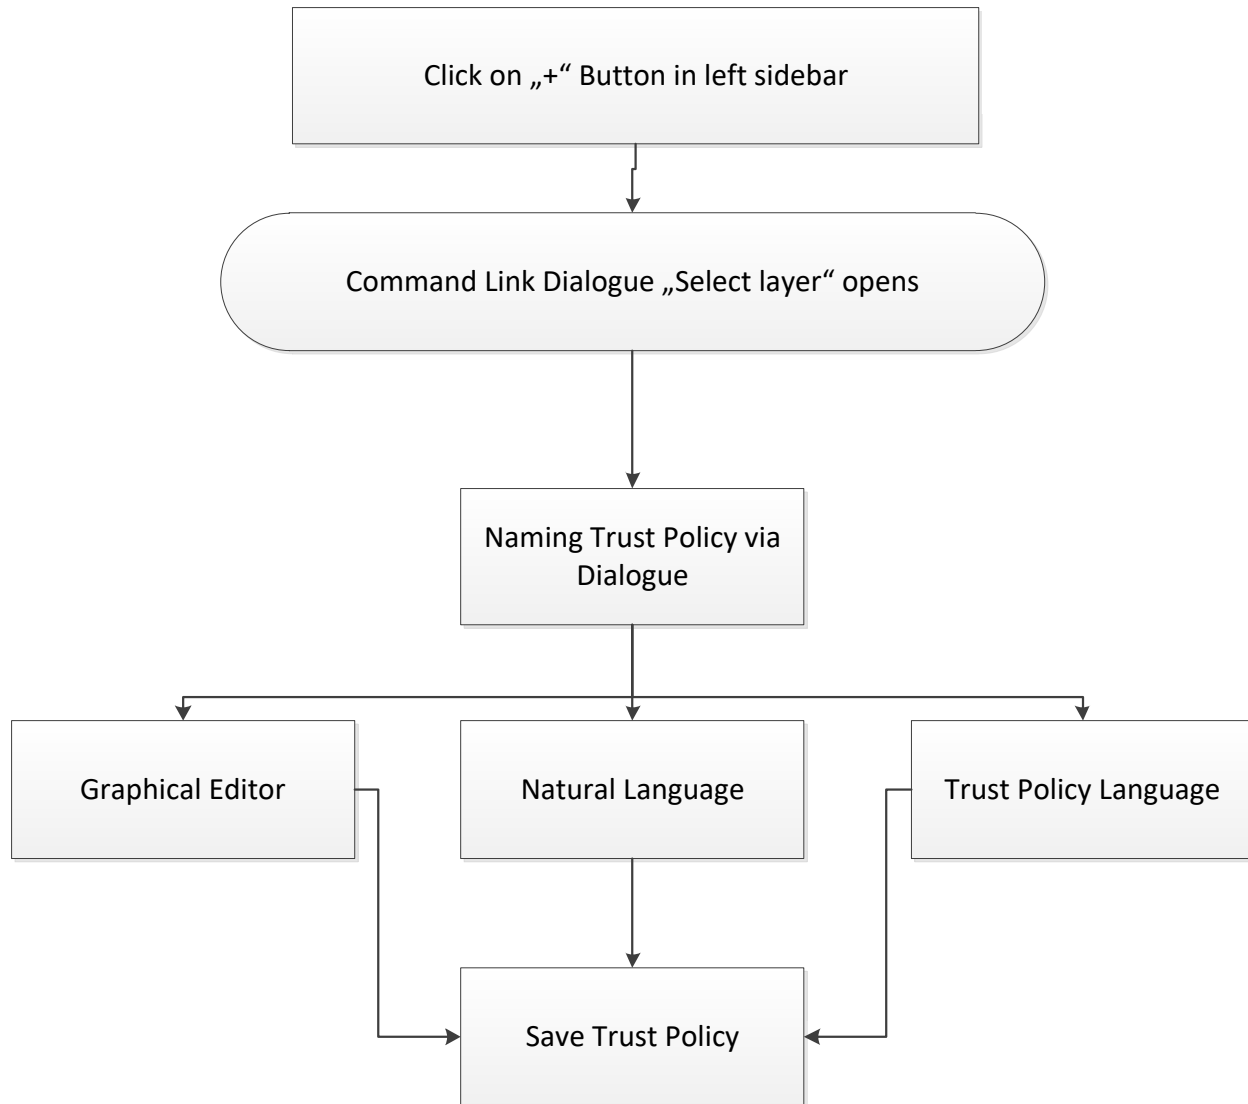 Click on „+“ Button in left sidebar
Command Link Dialogue „Select layer“ opens
Naming Trust Policy via
Dialogue
Graphical Editor
Natural Language
Trust Policy Language
Save Trust Policy